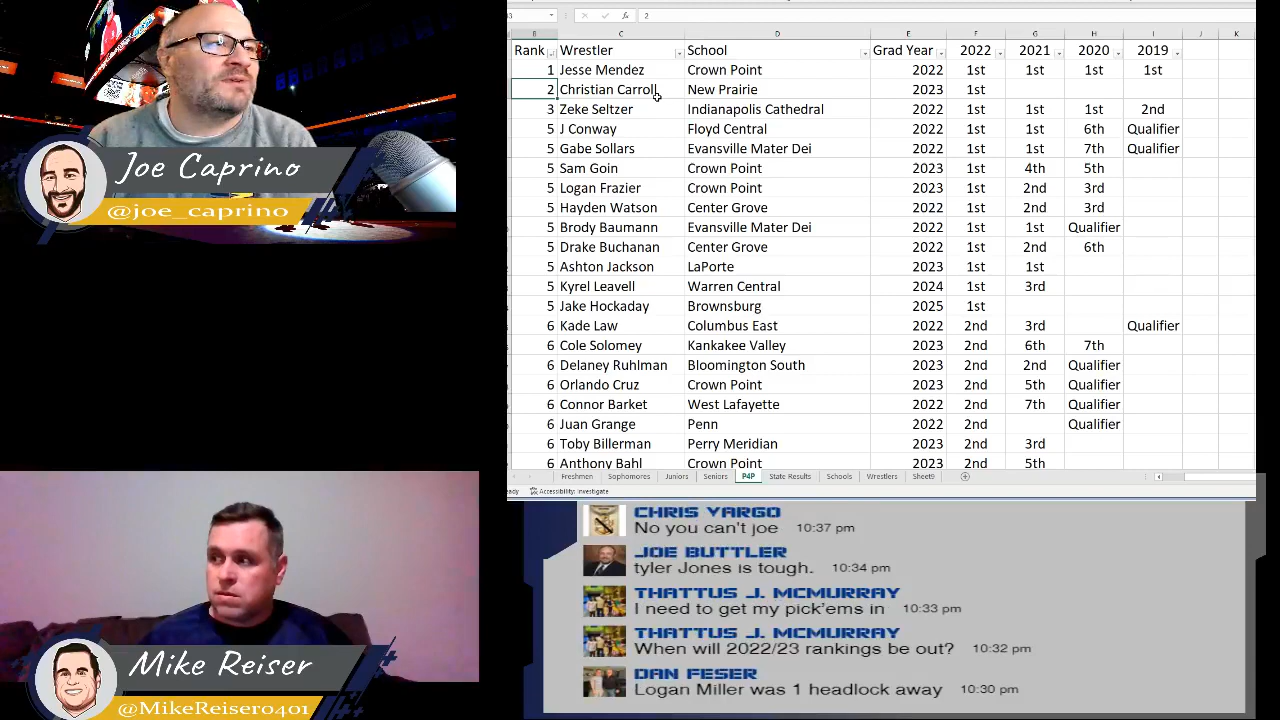 Joe Caprino
@joe_caprino
2
B C D E F G H I J K
Rank Wrestler School Grad Year 2022 2021 2020 2019
1 Jesse Mendez Crown Point 2022 1st 1st 1st 1st
2 Christian Carroll New Prairie 2023 1st
3 Zeke Seltzer Indianapolis Cathedral 2022 1st 1st 1st 2nd
5 J Conway Floyd Central 2022 1st 1st 6th Qualifier
5 Gabe Sollars Evansville Mater Dei 2022 1st 1st 7th Qualifier
5 Sam Goin Crown Point 2023 1st 4th 5th
5 Logan Frazier Crown Point 2023 1st 2nd 3rd
5 Hayden Watson Center Grove 2022 1st 2nd 3rd
5 Brody Baumann Evansville Mater Dei 2022 1st 1st Qualifier
5 Drake Buchanan Center Grove 2022 1st 2nd 6th
5 Ashton Jackson LaPorte 2023 1st 1st
5 Kyrel Leavell Warren Central 2024 1st 3rd
5 Jake Hockaday Brownsburg 2025 1st
6 Kade Law Columbus East 2022 2nd 3rd Qualifier
6 Cole Solomey Kankakee Valley 2023 2nd 6th 7th
6 Delaney Ruhlman Bloomington South 2023 2nd 2nd Qualifier
6 Orlando Cruz Crown Point 2023 2nd 5th Qualifier
6 Connor Barket West Lafayette 2022 2nd 7th Qualifier
6 Juan Grange Penn 2022 2nd Qualifier
6 Toby Billerman Perry Meridian 2023 2nd 3rd
6 Anthony Bahl Crown Point 2023 2nd 5th
Freshmen Sophomores Juniors Seniors P4P State Results Schools Wrestlers Sheet9
Accessibility: Investigate
CHRIS VARGO
No you can't joe 10:37 pm
JOE BUTTLER
tyler Jones is tough. 10:34 pm
THATTUS J. MCMURRAY
I need to get my pick'ems in 10:33 pm
THATTUS J. MCMURRAY
When will 2022/23 rankings be out? 10:32 pm
DAN FESER
Logan Miller was 1 headlock away 10:30 pm
Mike Reiser
@MikeReiser0401